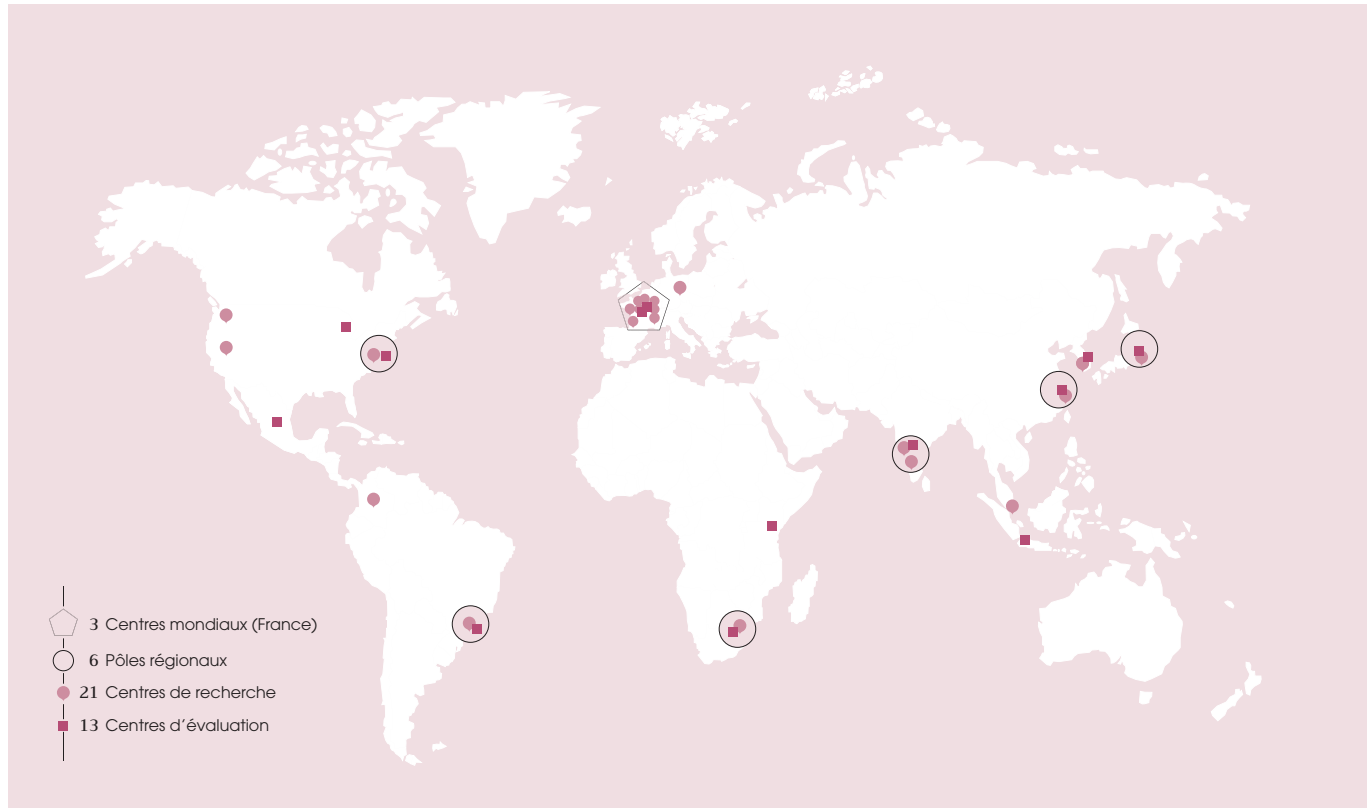 3 Centres mondiaux (France)
6 Pôles régionaux
21 Centres de recherche
13 Centres d’évaluation